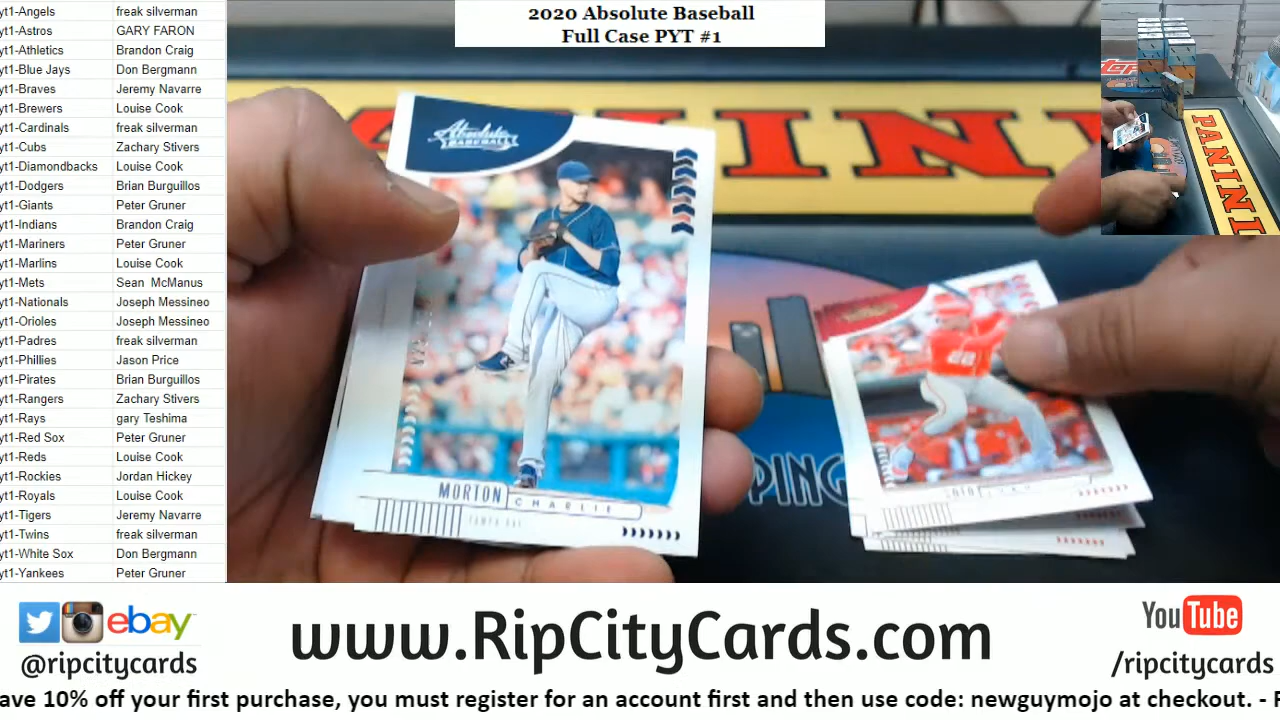 2020 Absolute Baseball
Full Case PYT #1
yt1-Angels freak silverman
yt1-Astros GARY FARON
yt1-Athletics Brandon Craig
yt1-Blue Jays Don Bergmann
yt1-Braves Jeremy Navarre
yt1-Brewers Louise Cook
yt1-Cardinals freak silverman
yt1-Cubs Zachary Stivers
yt1-Diamondbacks Louise Cook
yt1-Dodgers Brian Burguillos
yt1-Giants Peter Gruner
yt1-Indians Brandon Craig
yt1-Mariners Peter Gruner
yt1-Marlins Louise Cook
yt1-Mets Sean McManus
yt1-Nationals Joseph Messineo
yt1-Orioles Joseph Messineo
yt1-Padres freak silverman
yt1-Phillies Jason Price
yt1-Pirates Brian Burguillos
yt1-Rangers Zachary Stivers
yt1-Rays gary Teshima
yt1-Red Sox Peter Gruner
yt1-Reds Louise Cook
yt1-Rockies Jordan Hickey
yt1-Royals Louise Cook
yt1-Tigers Jeremy Navarre
yt1-Twins freak silverman
yt1-White Sox Don Bergmann
yt1-Yankees Peter Gruner
Absolute
BASEBALL
MORTON CHARLIE
TAMPA BAY
PING
PANINI
ebay
@ripcitycards
www.RipCityCards.com
YouTube
/ripcitycards
ave 10% off your first purchase, you must register for an account first and then use code: newguymojo at checkout. - F